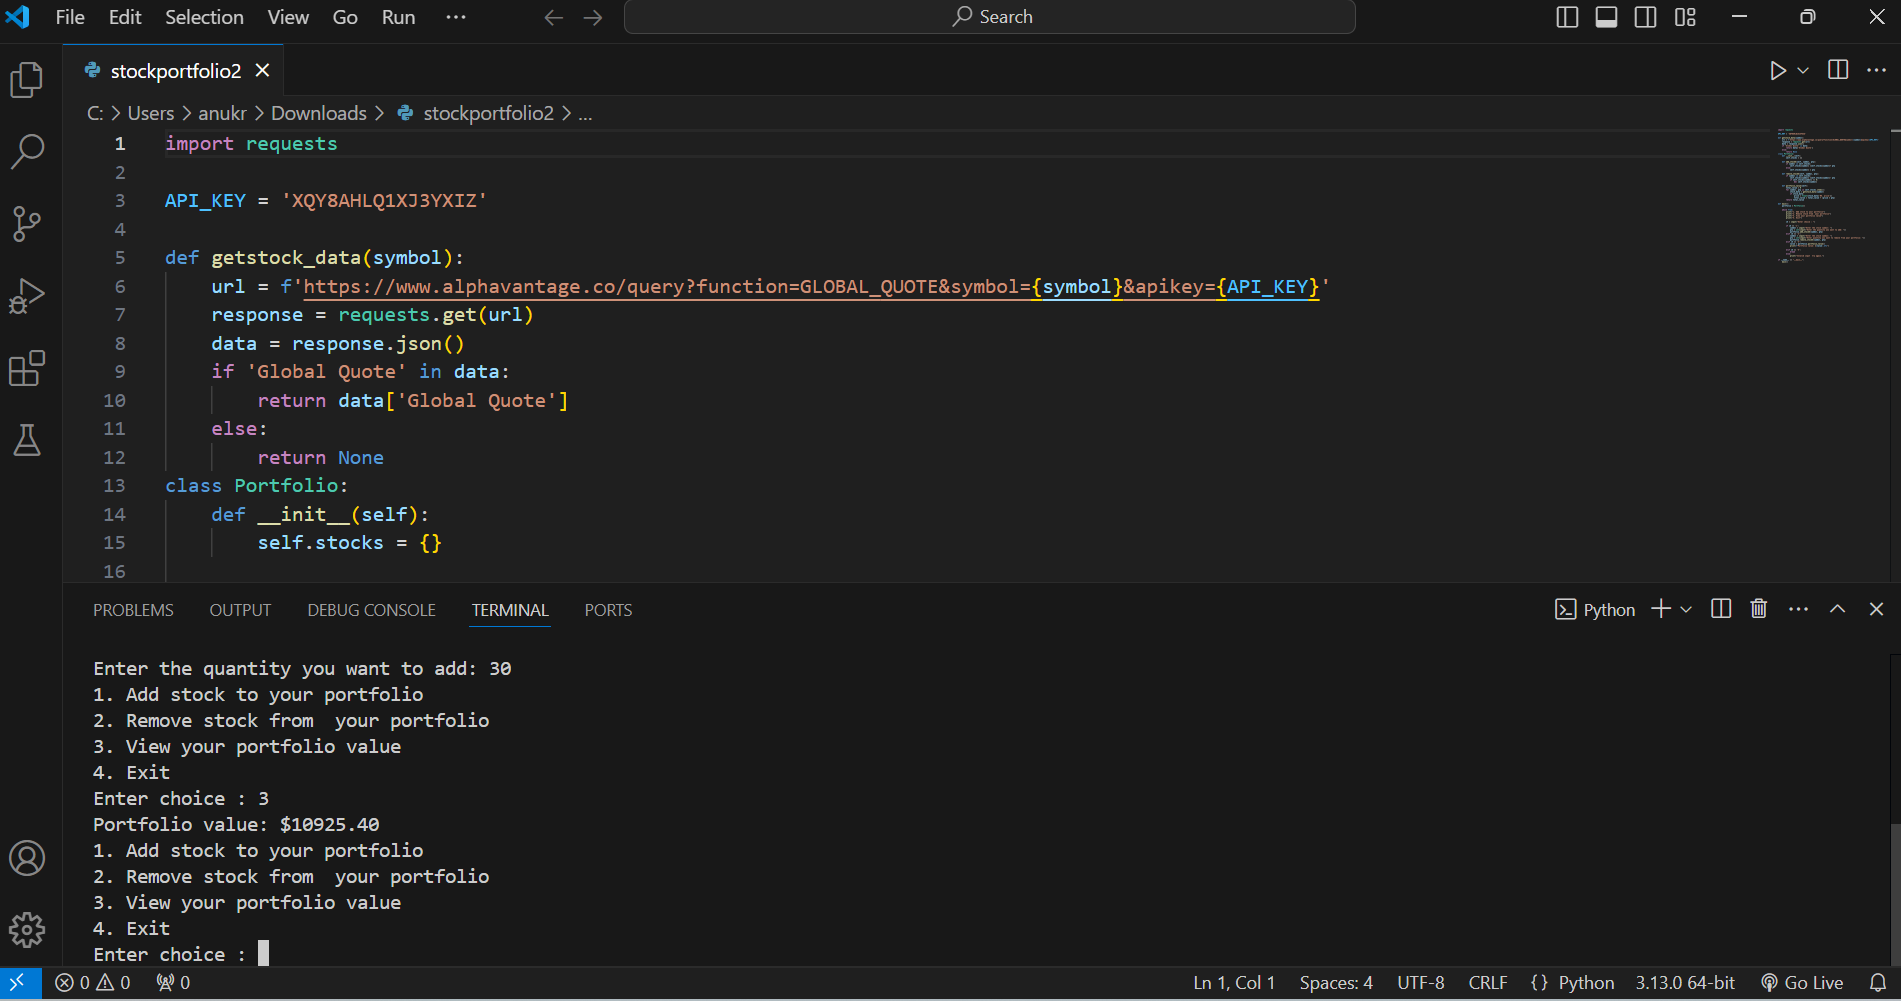 File Edit Selection View Go Run ···
Search
stockportfolio2
C: > Users > anukr > Downloads > stockportfolio2 > ...
1 import requests
2
3 API_KEY = 'XQY8AHLQ1XJ3YXIZ'
4
5 def getstock_data(symbol):
6 url = f'https://www.alphavantage.co/query?function=GLOBAL_QUOTE&symbol={symbol}&apikey={API_KEY}'
7 response = requests.get(url)
8 data = response.json()
9 if 'Global Quote' in data:
10 return data['Global Quote']
11 else:
12 return None
13 class Portfolio:
14 def __init__(self):
15 self.stocks = {}
16
PROBLEMS OUTPUT DEBUG CONSOLE TERMINAL PORTS
Python
Enter the quantity you want to add: 30
1. Add stock to your portfolio
2. Remove stock from  your portfolio
3. View your portfolio value
4. Exit
Enter choice : 3
Portfolio value: $10925.40
1. Add stock to your portfolio
2. Remove stock from  your portfolio
3. View your portfolio value
4. Exit
Enter choice :
0 0 0
Ln 1, Col 1 Spaces: 4 UTF-8 CRLF {} Python 3.13.0 64-bit Go Live